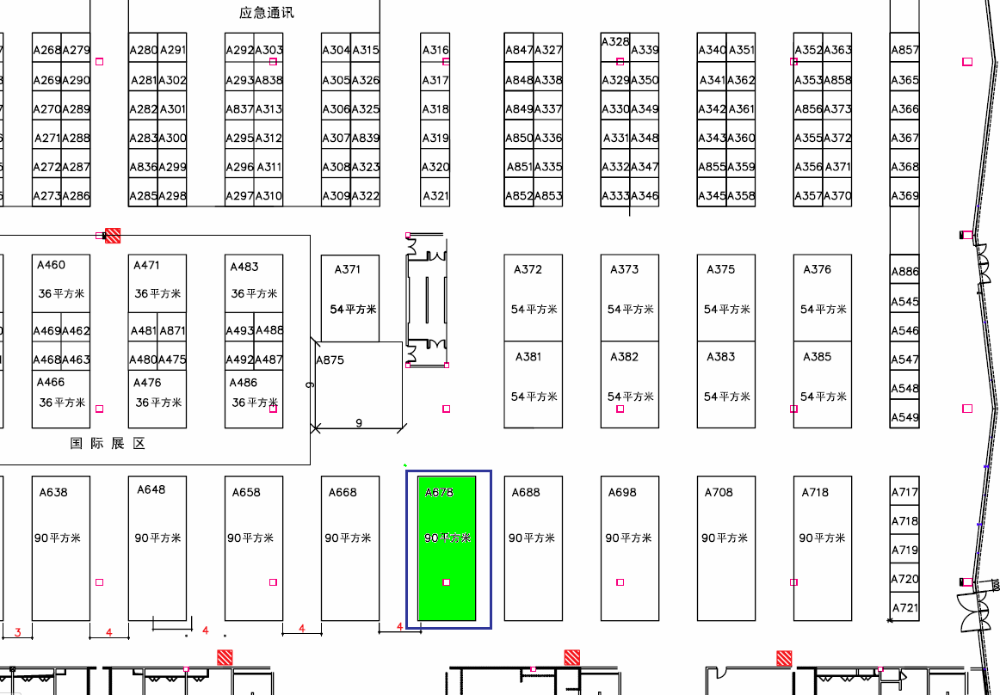 应急通讯
A268 A279 A280 A291 A292 A303 A304 A315 A316 A847 A327 A328 A339 A340 A351 A352 A363 A857
A269 A290 A281 A302 A293 A838 A305 A326 A317 A848 A338 A329 A350 A341 A362 A353 A858 A365
A270 A289 A282 A301 A837 A313 A306 A325 A318 A849 A337 A330 A349 A342 A361 A856 A373 A366
A271 A288 A283 A300 A295 A312 A307 A839 A319 A850 A336 A331 A348 A343 A360 A355 A372 A367
A272 A287 A836 A299 A296 A311 A308 A323 A320 A851 A335 A332 A347 A855 A359 A356 A371 A368
A273 A286 A285 A298 A297 A310 A309 A322 A321 A852 A853 A333 A346 A345 A358 A357 A370 A369
A460 A471 A483 A371 A372 A373 A375 A376 A886
36平方米 36平方米 36平方米 54平方米 54平方米 54平方米 54平方米 54平方米 A545
A469 A462 A481 A871 A493 A488 A546
A468 A463 A480 A475 A492 A487 A875 A381 A382 A383 A385 A547
A466 A476 A486 9 A548
36平方米 36平方米 36平方米 54平方米 54平方米 54平方米 54平方米
9 A549
国际展区
A638 A648 A658 A668 A678 A688 A698 A708 A718 A717
A718
90平方米 90平方米 90平方米 90平方米 90平方米 90平方米 90平方米 90平方米 90平方米
A719
A720
A721
3 4 4 4 4